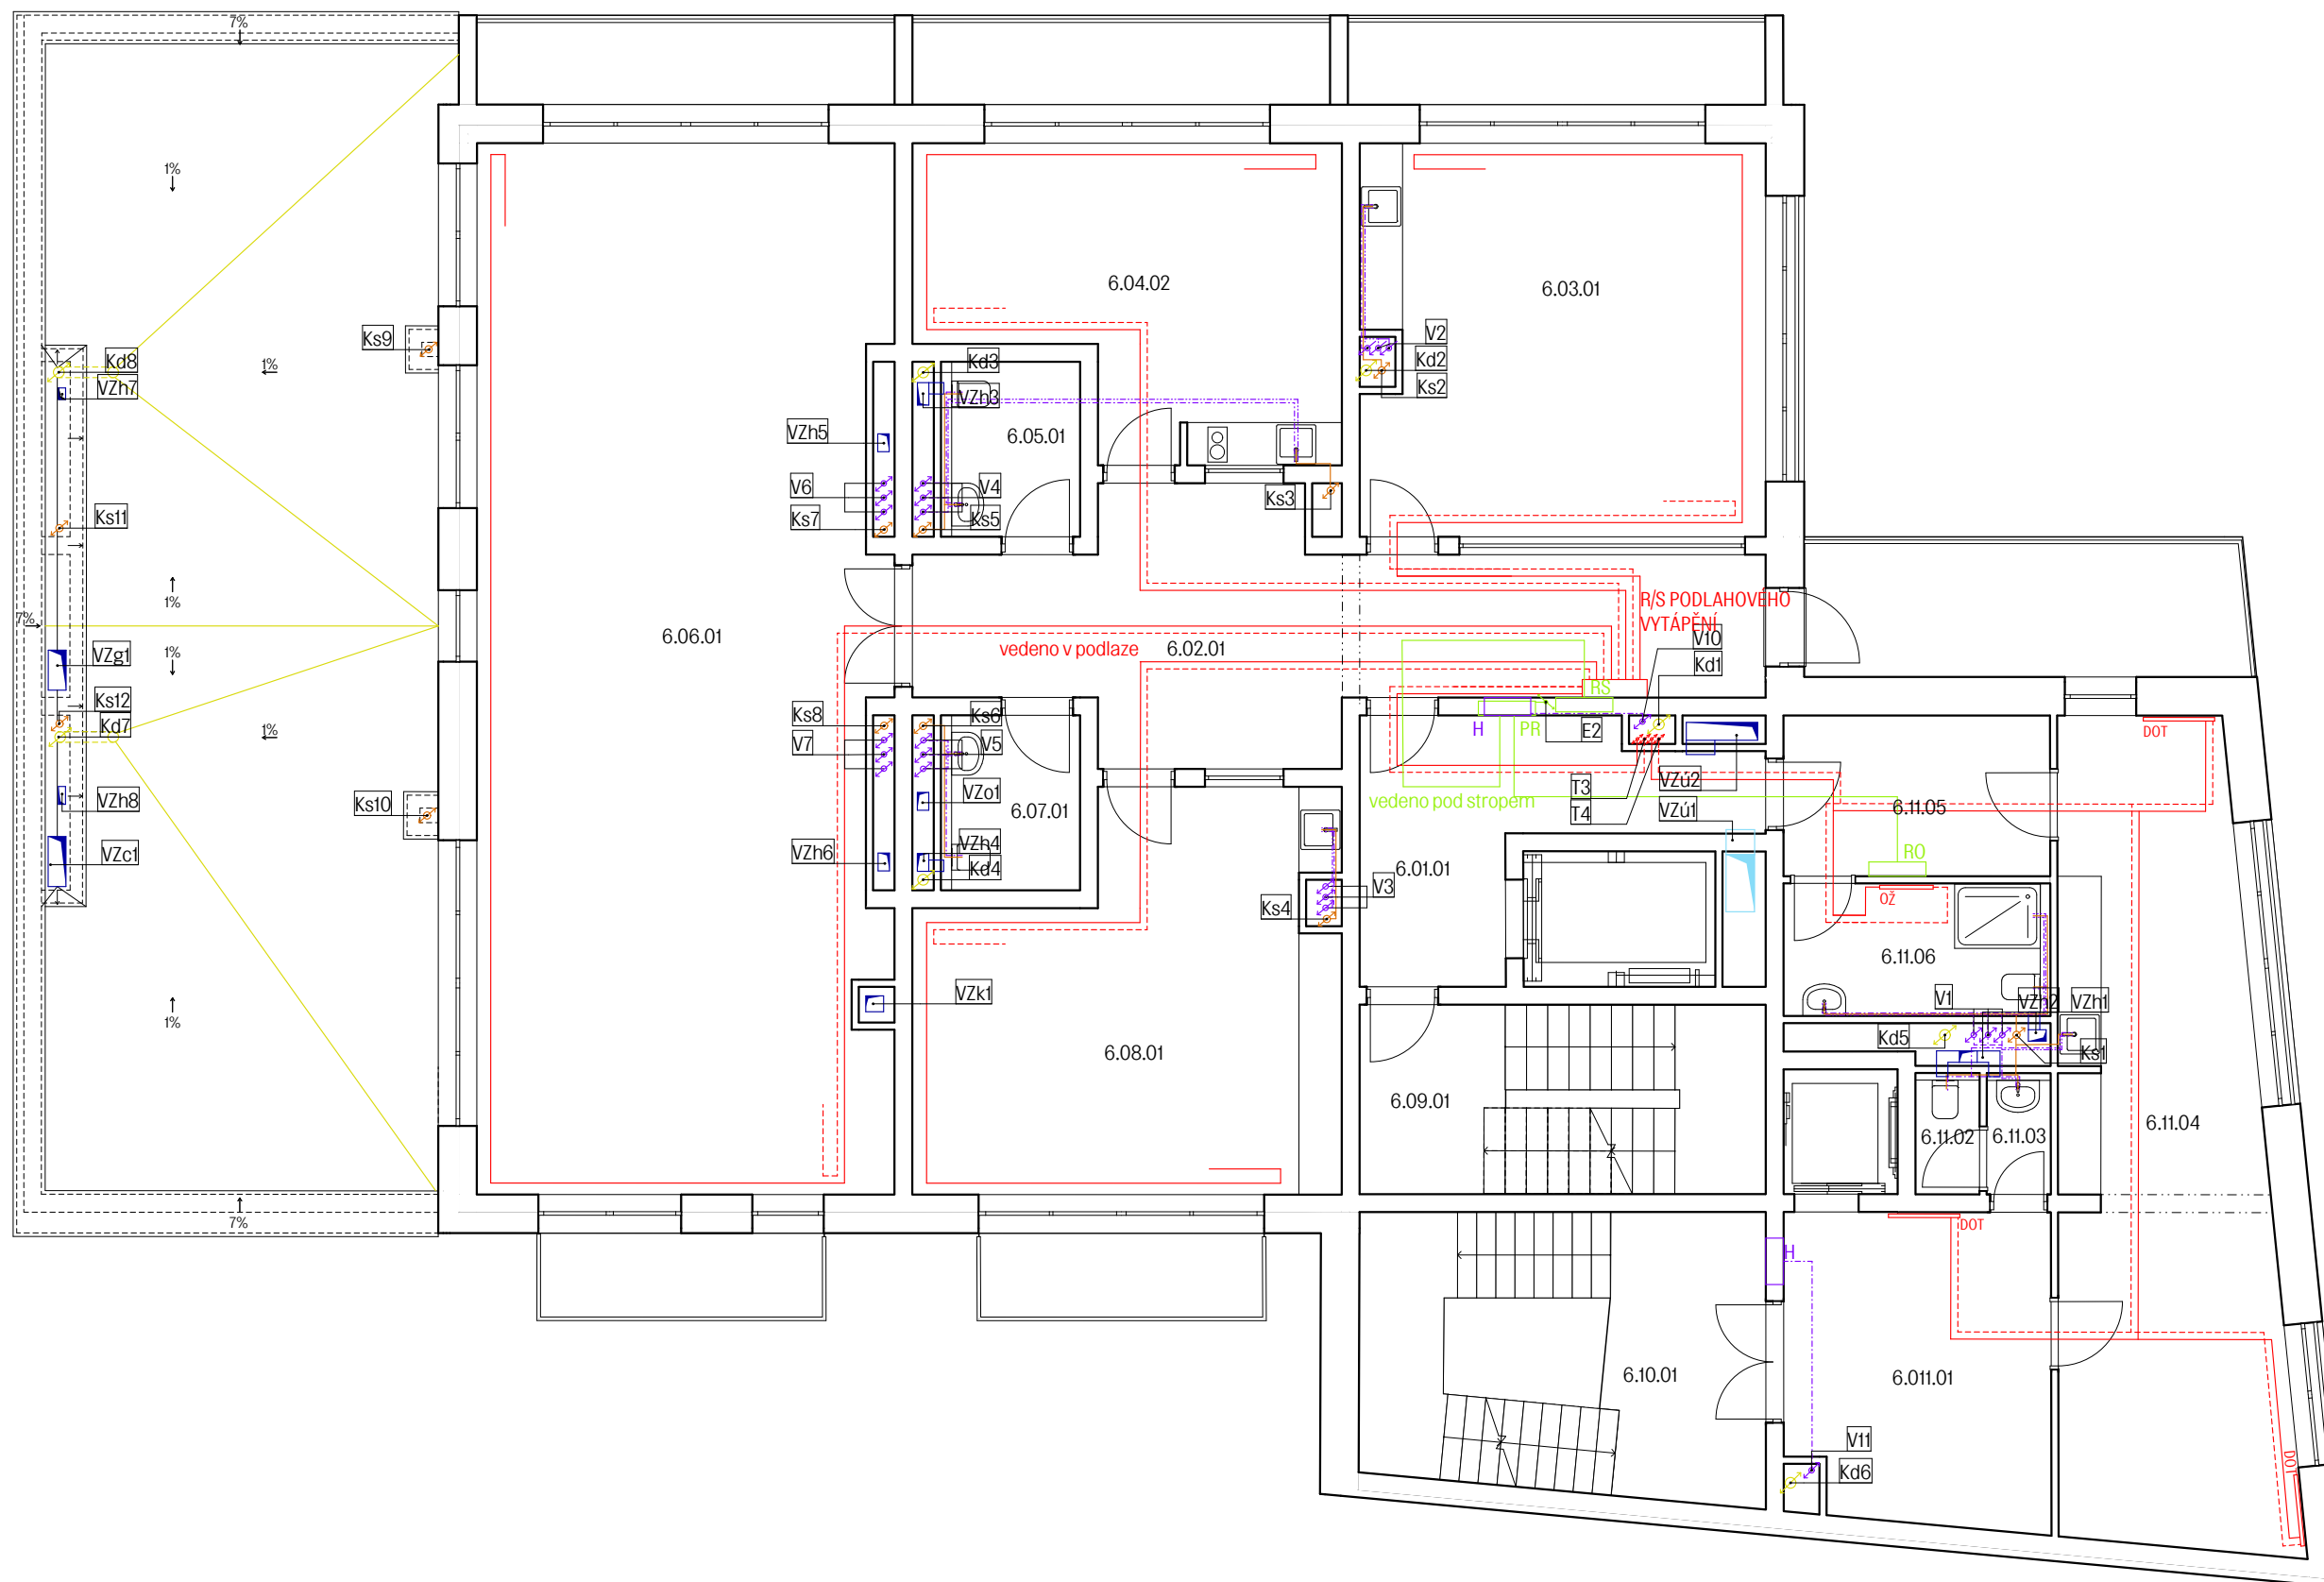 7%
1%
Ks9
1%
Kd8
VZh7
Ks11
1%
7%
1%
VZg1
Ks12
Kd7
1%
VZh8
Ks10
VZc1
1%
7%
6.04.02
6.03.01
V2
Kd2
Ks2
Kd3
VZh3
VZh5
6.05.01
V6
V4
Ks7
Ks5
Ks3
6.06.01
vedeno v podlaze
6.02.01
R/S PODLAHOVÉHO
VYTÁPĚNÍ
V10
Kd1
RS
H
PR
E2
DOT
Ks8
Ks6
V7
V5
VZo1
6.07.01
VZh4
VZh6
Kd4
T3
T4
VZú2
VZú1
vedeno pod stropem
6.11.05
RO
6.01.01
V3
Ks4
OŽ
6.11.06
VZk1
V1
VZh2
VZh1
Kd5
Ks1
6.08.01
6.09.01
6.11.02
6.11.03
6.11.04
DOT
H
6.10.01
6.011.01
V11
Kd6
DOT